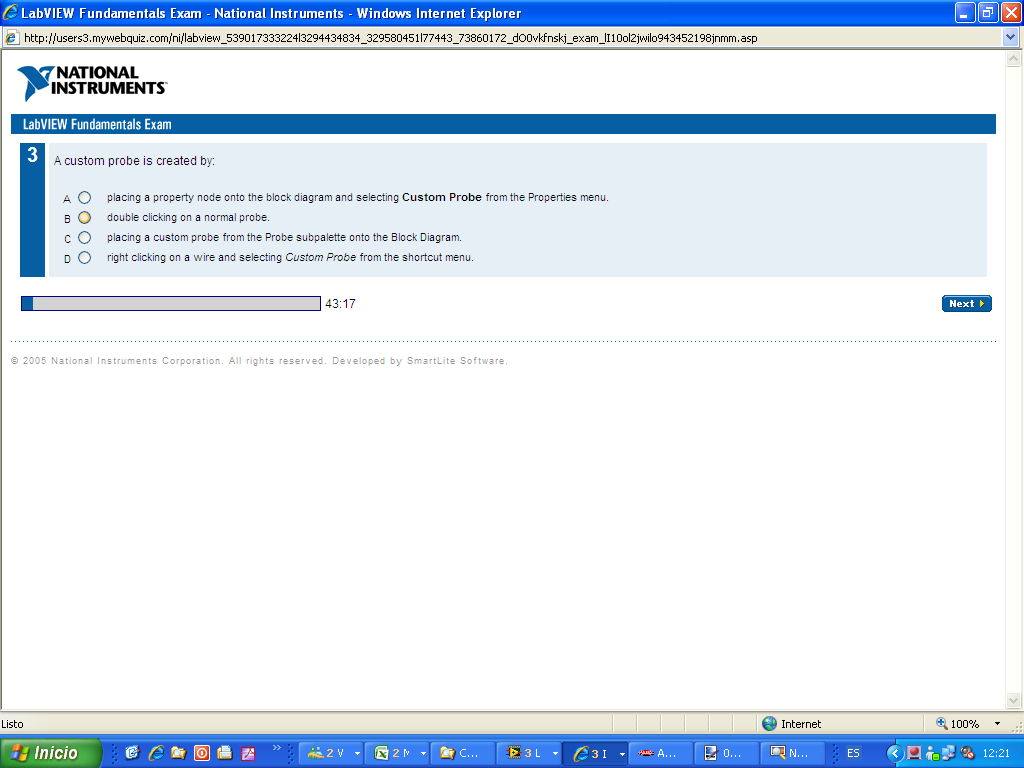 LabVIEW Fundamentals Exam - National Instruments - Windows Internet Explorer
http://users3.mywebquiz.com/ni/labview_539017333224l3294434834_329580451l77443_73860172_dO0vkfnskj_exam_lI10ol2jwilo943452198jnmm.asp
NATIONAL
INSTRUMENTS
LabVIEW Fundamentals Exam
3 A custom probe is created by:
A placing a property node onto the block diagram and selecting Custom Probe from the Properties menu.
B double clicking on a normal probe.
C placing a custom probe from the Probe subpalette onto the Block Diagram.
D right clicking on a wire and selecting Custom Probe from the shortcut menu.
43:17 Next
© 2005 National Instruments Corporation. All rights reserved. Developed by SmartLite Software.
Listo Internet 100%
Inicio 2 V 2 M C... 3 L 3 I A... 0... N... ES 12:21